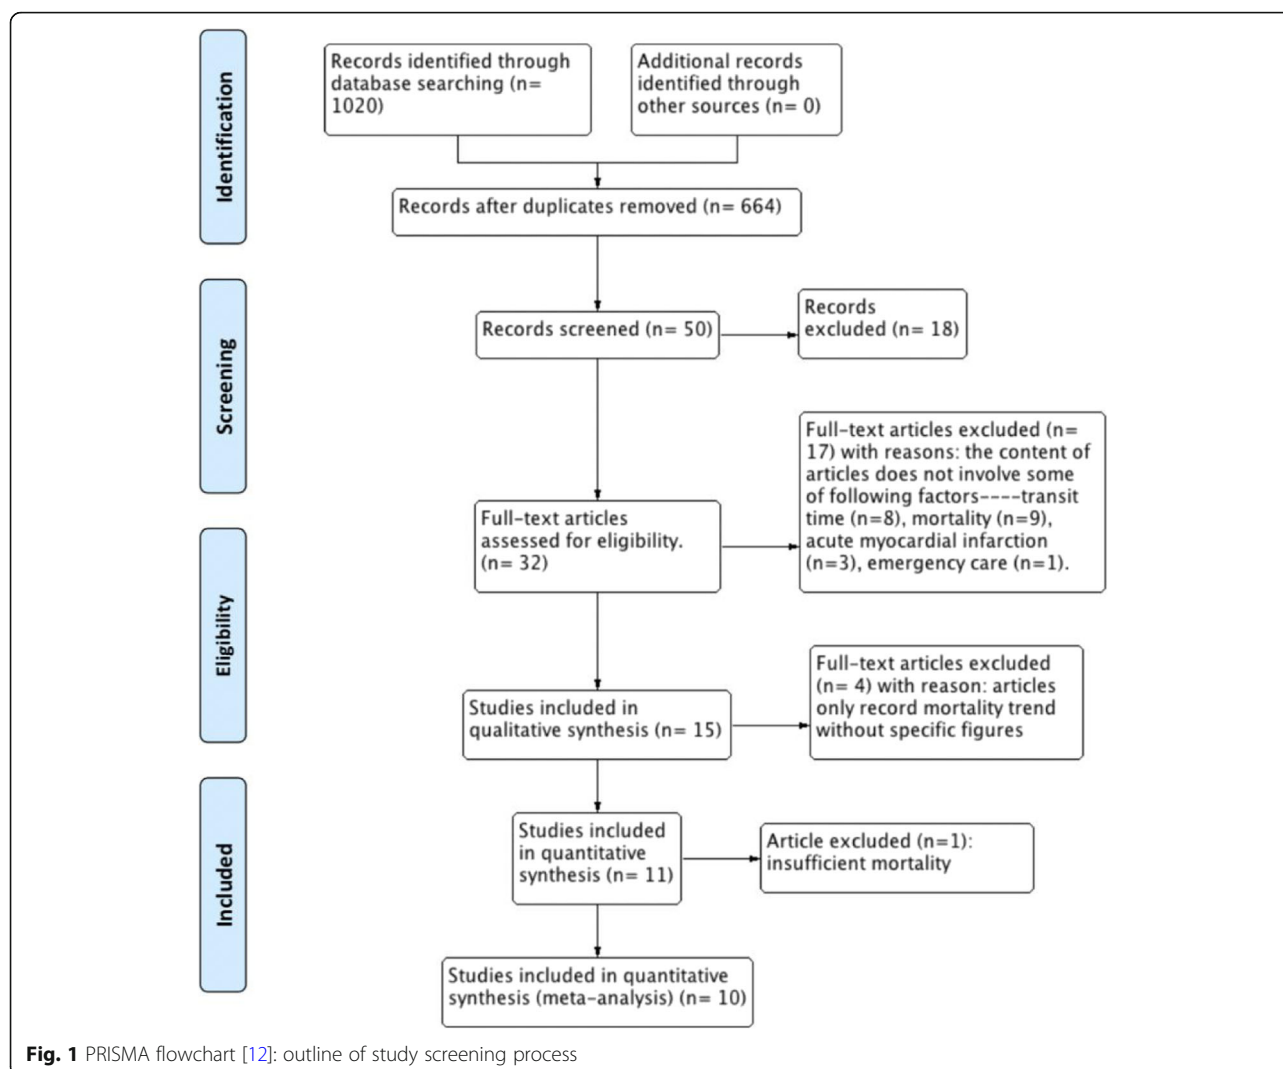 Identification
Records identified through
database searching (n=
1020)
Additional records
identified through
other sources (n= 0)
Records after duplicates removed (n= 664)
Screening
Records screened (n= 50)
Records
excluded (n= 18)
Full-text articles
assessed for eligibility.
(n= 32)
Full-text articles excluded (n=
17) with reasons: the content of
articles does not involve some
of following factors----transit
time (n=8), mortality (n=9),
acute myocardial infarction
(n=3), emergency care (n=1).
Eligibility
Studies included in
qualitative synthesis (n= 15)
Full-text articles excluded
(n= 4) with reason: articles
only record mortality trend
without specific figures
Included
Studies included
in quantitative
synthesis (n= 11)
Article excluded (n=1):
insufficient mortality
Studies included in quantitative
synthesis (meta-analysis) (n= 10)
Fig. 1 PRISMA flowchart [12]: outline of study screening process